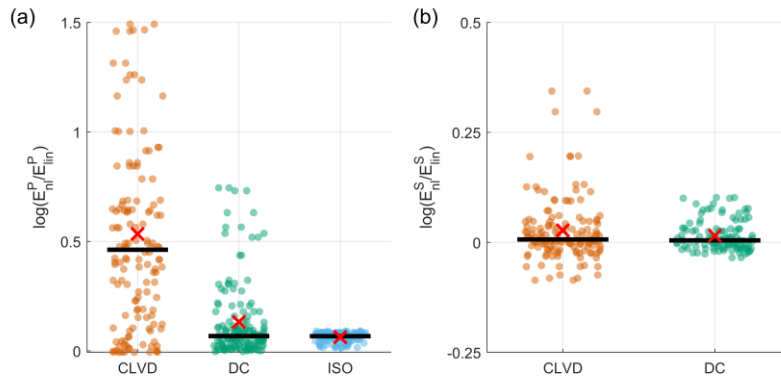 (a)
1.5
1
0.5
0
log(E^P_nl/E^P_lin)
CLVD DC ISO
(b)
0.5
0.25
0
-0.25
log(E^S_nl/E^S_lin)
CLVD DC